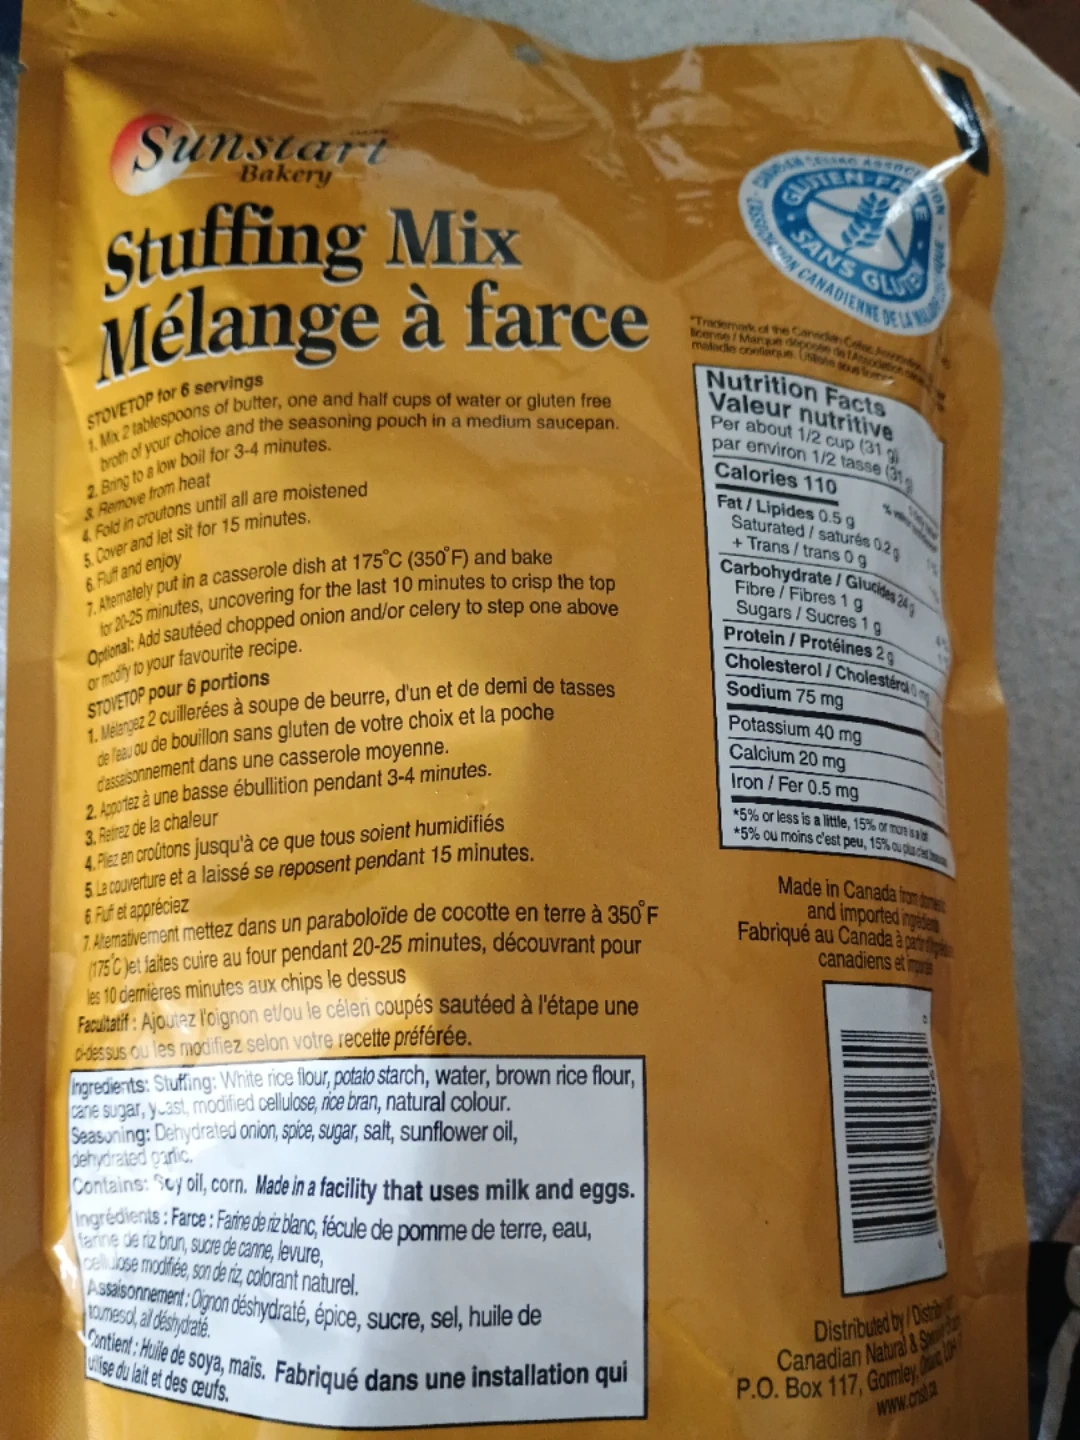 Sunstart
Bakery
Stuffing Mix
Mélange à farce
STOVETOP for 6 servings
1. Mix 2 tablespoons of butter, one and half cups of water or gluten free
broth of your choice and the seasoning pouch in a medium saucepan.
2. Bring to a low boil for 3-4 minutes.
3. Remove from heat
4. Fold in croutons until all are moistened
5. Cover and let sit for 15 minutes.
6. Fluff and enjoy
7. Alternately put in a casserole dish at 175°C (350°F) and bake
for 20-25 minutes, uncovering for the last 10 minutes to crisp the top
Optional: Add sautéed chopped onion and/or celery to step one above
or modify to your favourite recipe.
STOVETOP pour 6 portions
1. Mélangez 2 cuillerées à soupe de beurre, d'un et de demi de tasses
de l'eau ou de bouillon sans gluten de votre choix et la poche
d'assaisonnement dans une casserole moyenne.
2. Apportez à une basse ébullition pendant 3-4 minutes.
3. Retirez de la chaleur
4. Pliez en croûtons jusqu'à ce que tous soient humidifiés
5. La couverture et a laissé se reposent pendant 15 minutes.
6 Fluff et appréciez
7. Alternativement mettez dans un paraboloïde de cocotte en terre à 350°F
(175°C) et faites cuire au four pendant 20-25 minutes, découvrant pour
les 10 dernières minutes aux chips le dessus
Facultatif : Ajoutez l'oignon et/ou le céleri coupés sautéed à l'étape une
ci-dessus ou les modifiez selon votre recette préférée.
Ingredients: Stuffing: White rice flour, potato starch, water, brown rice flour,
cane sugar, yeast, modified cellulose, rice bran, natural colour.
Seasoning: Dehydrated onion, spice, sugar, salt, sunflower oil,
dehydrated garlic.
Contains: Soy oil, corn. Made in a facility that uses milk and eggs.
Ingrédients : Farce : Farine de riz blanc, fécule de pomme de terre, eau,
farine de riz brun, sucre de canne, levure,
cellulose modifiée, son de riz, colorant naturel.
Assaisonnement : Oignon déshydraté, épice, sucre, sel, huile de
tournesol, ail déshydraté.
Contient : Huile de soya, maïs. Fabriqué dans une installation qui
utilise du lait et des œufs.
GLUTEN-FREE
SANS GLUTEN
CANADIENNE DE LA
*Trademark of the Canadian Celiac
license / Marque déposée de l'Association
maladie coeliaque. Utilisée sous
Nutrition Facts
Valeur nutritive
Per about 1/2 cup (31 g)
par environ 1/2 tasse (31 g)
Calories 110
Fat / Lipides 0.5 g
Saturated / saturés 0.2 g
+ Trans / trans 0 g
Carbohydrate / Glucides 24 g
Fibre / Fibres 1 g
Sugars / Sucres 1 g
Protein / Protéines 2 g
Cholesterol / Cholestérol 0 mg
Sodium 75 mg
Potassium 40 mg
Calcium 20 mg
Iron / Fer 0.5 mg
*5% or less is a little, 15% or more is a lot
*5% ou moins c'est peu, 15% ou plus c'est
Made in Canada from
and imported ingredients
Fabriqué au Canada à partir
canadiens et
Distributed by /
Canadian Natural &
P.O. Box 117, Gormley,